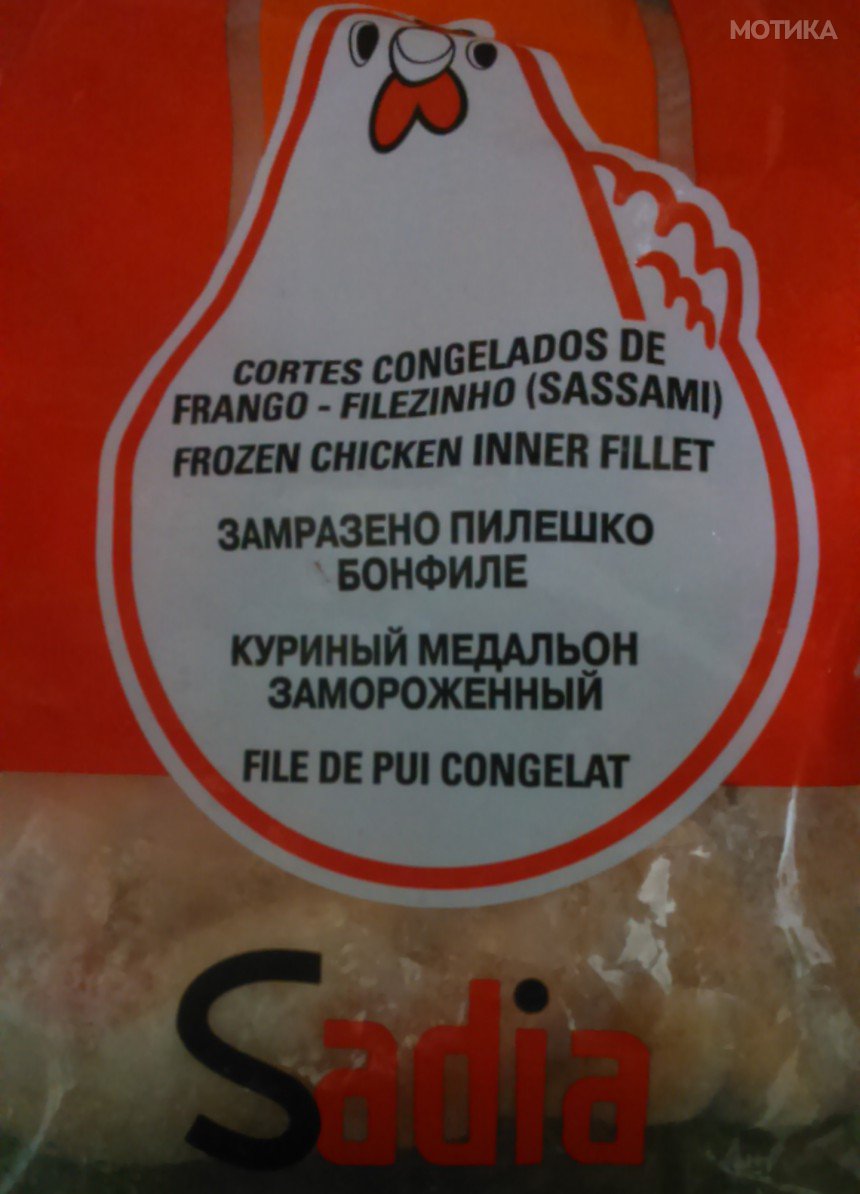 МОТИКА
CORTES CONGELADOS DE
FRANGO - FILEZINHO (SASSAMI)
FROZEN CHICKEN INNER FILLET
ЗАМРАЗЕНО ПИЛЕШКО
БОНФИЛЕ
КУРИНЫЙ МЕДАЛЬОН
ЗАМОРОЖЕННЫЙ
FILE DE PUI CONGELAT
Sadia